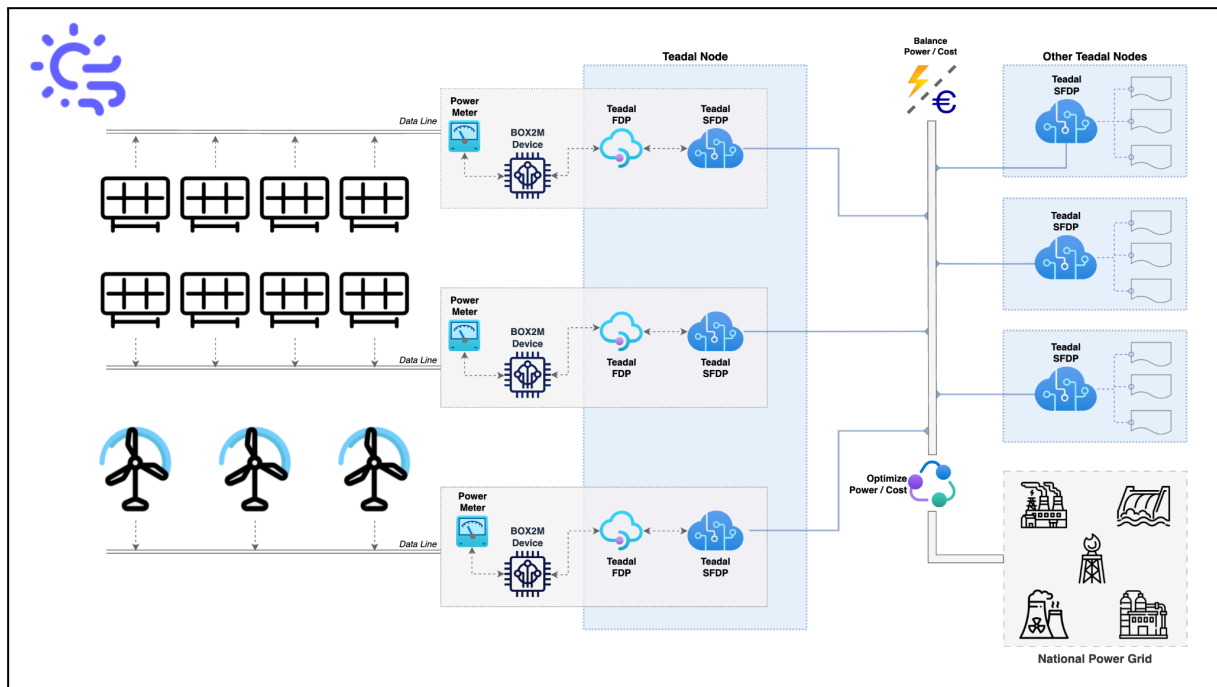 Balance
Power / Cost
€
Teadal Node
Other Teadal Nodes
Teadal
SFDP
Power
Meter
Data Line
BOX2M
Device
Teadal
FDP
Teadal
SFDP
Teadal
SFDP
Power
Meter
Data Line
BOX2M
Device
Teadal
FDP
Teadal
SFDP
Teadal
SFDP
Optimize
Power / Cost
Power
Meter
Data Line
BOX2M
Device
Teadal
FDP
Teadal
SFDP
National Power Grid